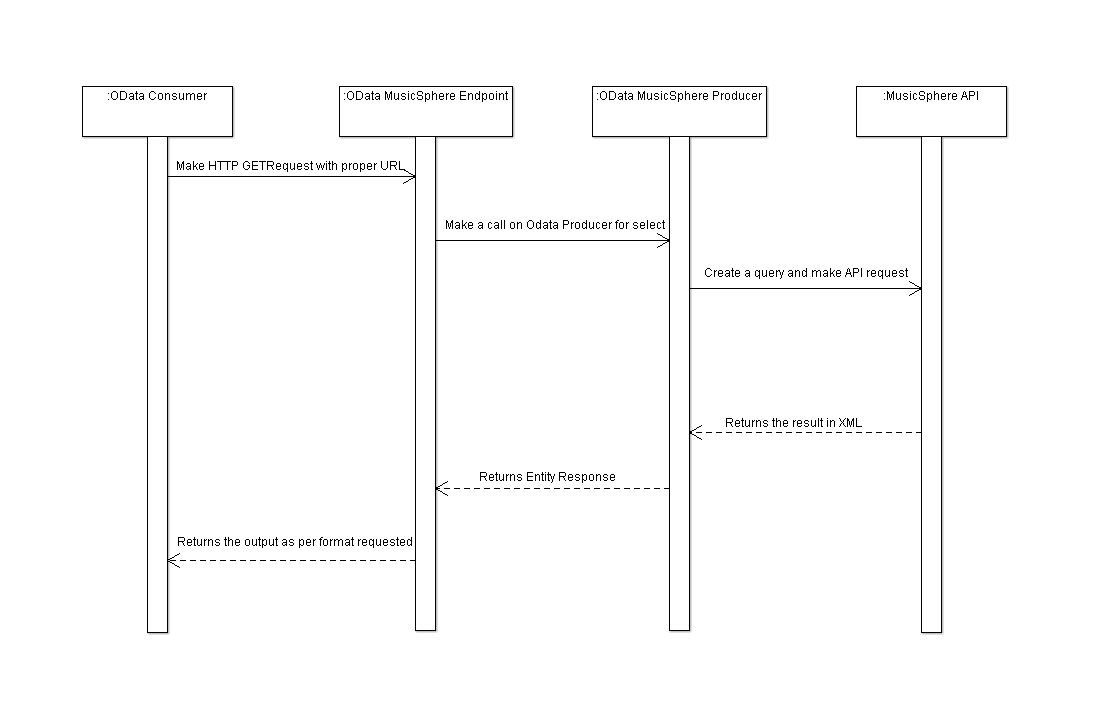 :OData Consumer
:OData MusicSphere Endpoint
:OData MusicSphere Producer
:MusicSphere API
Make HTTP GETRequest with proper URL
Make a call on Odata Producer for select
Create a query and make API request
Returns the result in XML
Returns Entity Response
Returns the output as per format requested